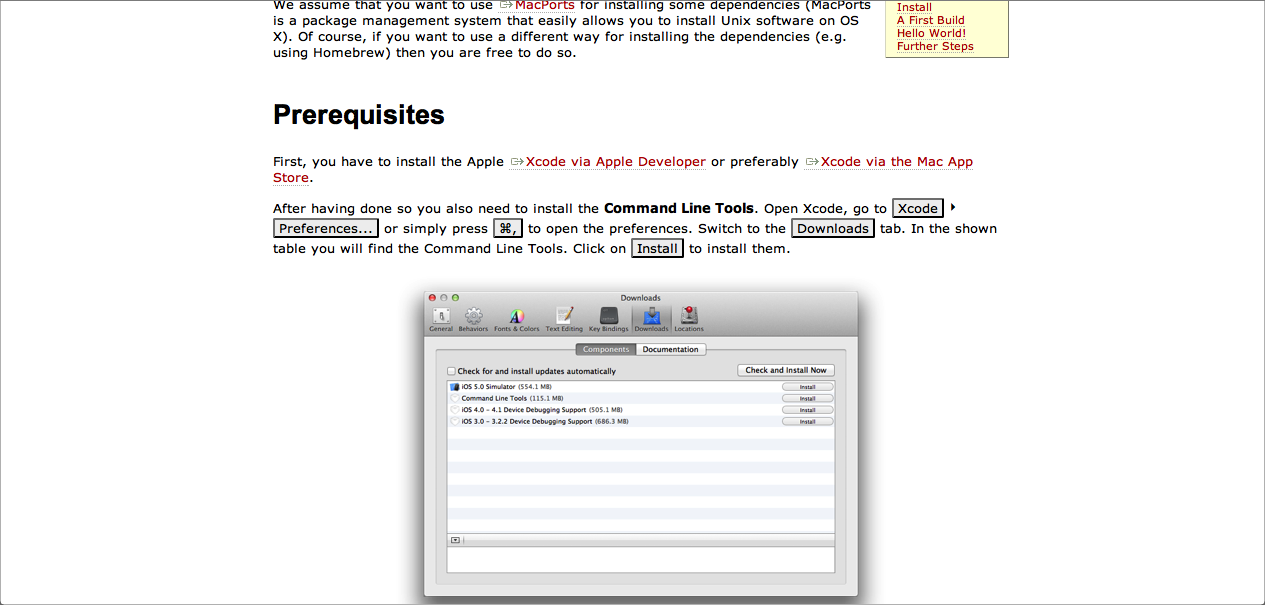 We assume that you want to use MacPorts for installing some dependencies (MacPorts
is a package management system that easily allows you to install Unix software on OS
X). Of course, if you want to use a different way for installing the dependencies (e.g.
using Homebrew) then you are free to do so.
Install
A First Build
Hello World!
Further Steps
Prerequisites
First, you have to install the Apple Xcode via Apple Developer or preferably Xcode via the Mac App
Store.
After having done so you also need to install the Command Line Tools. Open Xcode, go to Xcode
Preferences... or simply press ⌘, to open the preferences. Switch to the Downloads tab. In the shown
table you will find the Command Line Tools. Click on Install to install them.
Downloads
General Behaviors Fonts & Colors Text Editing Key Bindings Downloads Locations
Components Documentation
Check for and install updates automatically Check and Install Now
iOS 5.0 Simulator (554.1 MB) Install
Command Line Tools (115.1 MB) Install
iOS 4.0 – 4.1 Device Debugging Support (505.1 MB) Install
iOS 3.0 – 3.2.2 Device Debugging Support (686.3 MB) Install